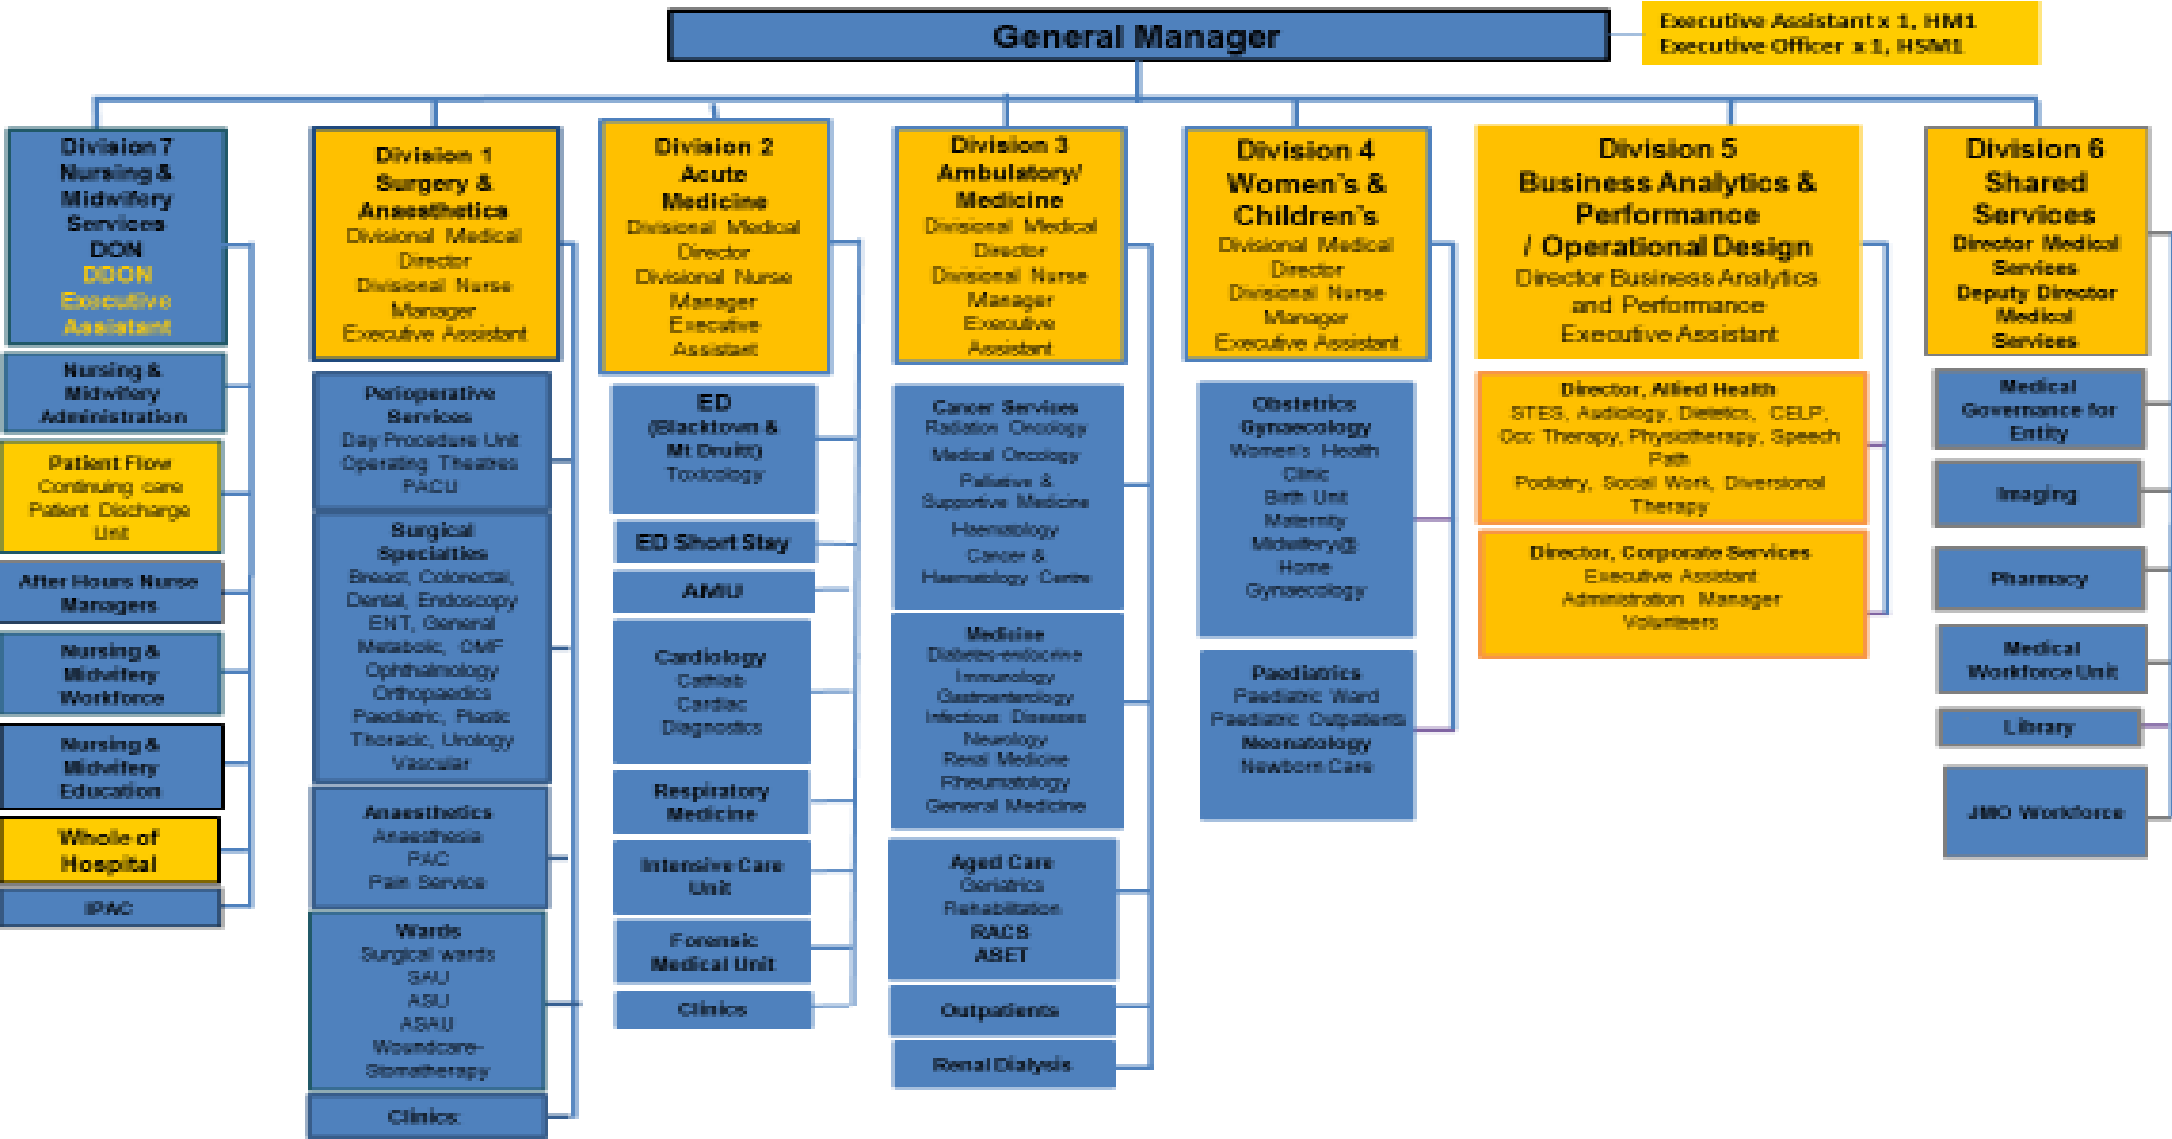 General Manager
Executive Assistant x 1, HM1
Executive Officer x 1, HSM1
Division 7
Nursing &
Midwifery
Services
DON
DDON
Executive
Assistant
Nursing &
Midwifery
Administration
Patient Flow
Continuing care
Patient Discharge
Unit
After Hours Nurse
Managers
Nursing &
Midwifery
Workforce
Nursing &
Midwifery
Education
Whole of
Hospital
IPAC
Division 1
Surgery &
Anaesthetics
Divisional Medical
Director
Divisional Nurse
Manager
Executive Assistant
Perioperative
Services
Day Procedure Unit
Operating Theatres
PACU
Surgical
Specialties
Breast, Colorectal,
Dental, Endoscopy
ENT, General
Metabolic, OMF
Ophthalmology
Orthopaedics
Paediatric, Plastic
Thoracic, Urology
Vascular
Anaesthetics
Anaesthesia
PAC
Pain Service
Wards
Surgical wards
SAU
ASU
ASAU
Woundcare-
Stomatherapy
Clinics
Division 2
Acute
Medicine
Divisional Medical
Director
Divisional Nurse
Manager
Executive
Assistant
ED
(Blacktown &
Mt Druitt)
Toxicology
ED Short Stay
AMU
Cardiology
Cathlab
Cardiac
Diagnostics
Respiratory
Medicine
Intensive Care
Unit
Forensic
Medical Unit
Clinics
Division 3
Ambulatory/
Medicine
Divisional Medical
Director
Divisional Nurse
Manager
Executive
Assistant
Cancer Services
Radiation Oncology
Medical Oncology
Palliative &
Supportive Medicine
Haematology
Cancer &
Haematology Centre
Medicine
Diabetes-endocrine
Immunology
Gastroenterology
Infectious Diseases
Neurology
Renal Medicine
Rheumatology
General Medicine
Aged Care
Geriatrics
Rehabilitation
RACS
ASET
Outpatients
Renal Dialysis
Division 4
Women's &
Children's
Divisional Medical
Director
Divisional Nurse
Manager
Executive Assistant
Obstetrics
Gynaecology
Women's Health
Clinic
Birth Unit
Maternity
Midwifery@
Home
Gynaecology
Paediatrics
Paediatric Ward
Paediatric Outpatients
Neonatology
Newborn Care
Division 5
Business Analytics &
Performance
/ Operational Design
Director Business Analytics
and Performance
Executive Assistant
Director, Allied Health
STES, Audiology, Dietetics, CELP,
Occ Therapy, Physiotherapy, Speech
Path
Podiatry, Social Work, Diversional
Therapy
Director, Corporate Services
Executive Assistant
Administration Manager
Volunteers
Division 6
Shared
Services
Director Medical
Services
Deputy Director
Medical
Services
Medical
Governance for
Entity
Imaging
Pharmacy
Medical
Workforce Unit
Library
JMO Workforce